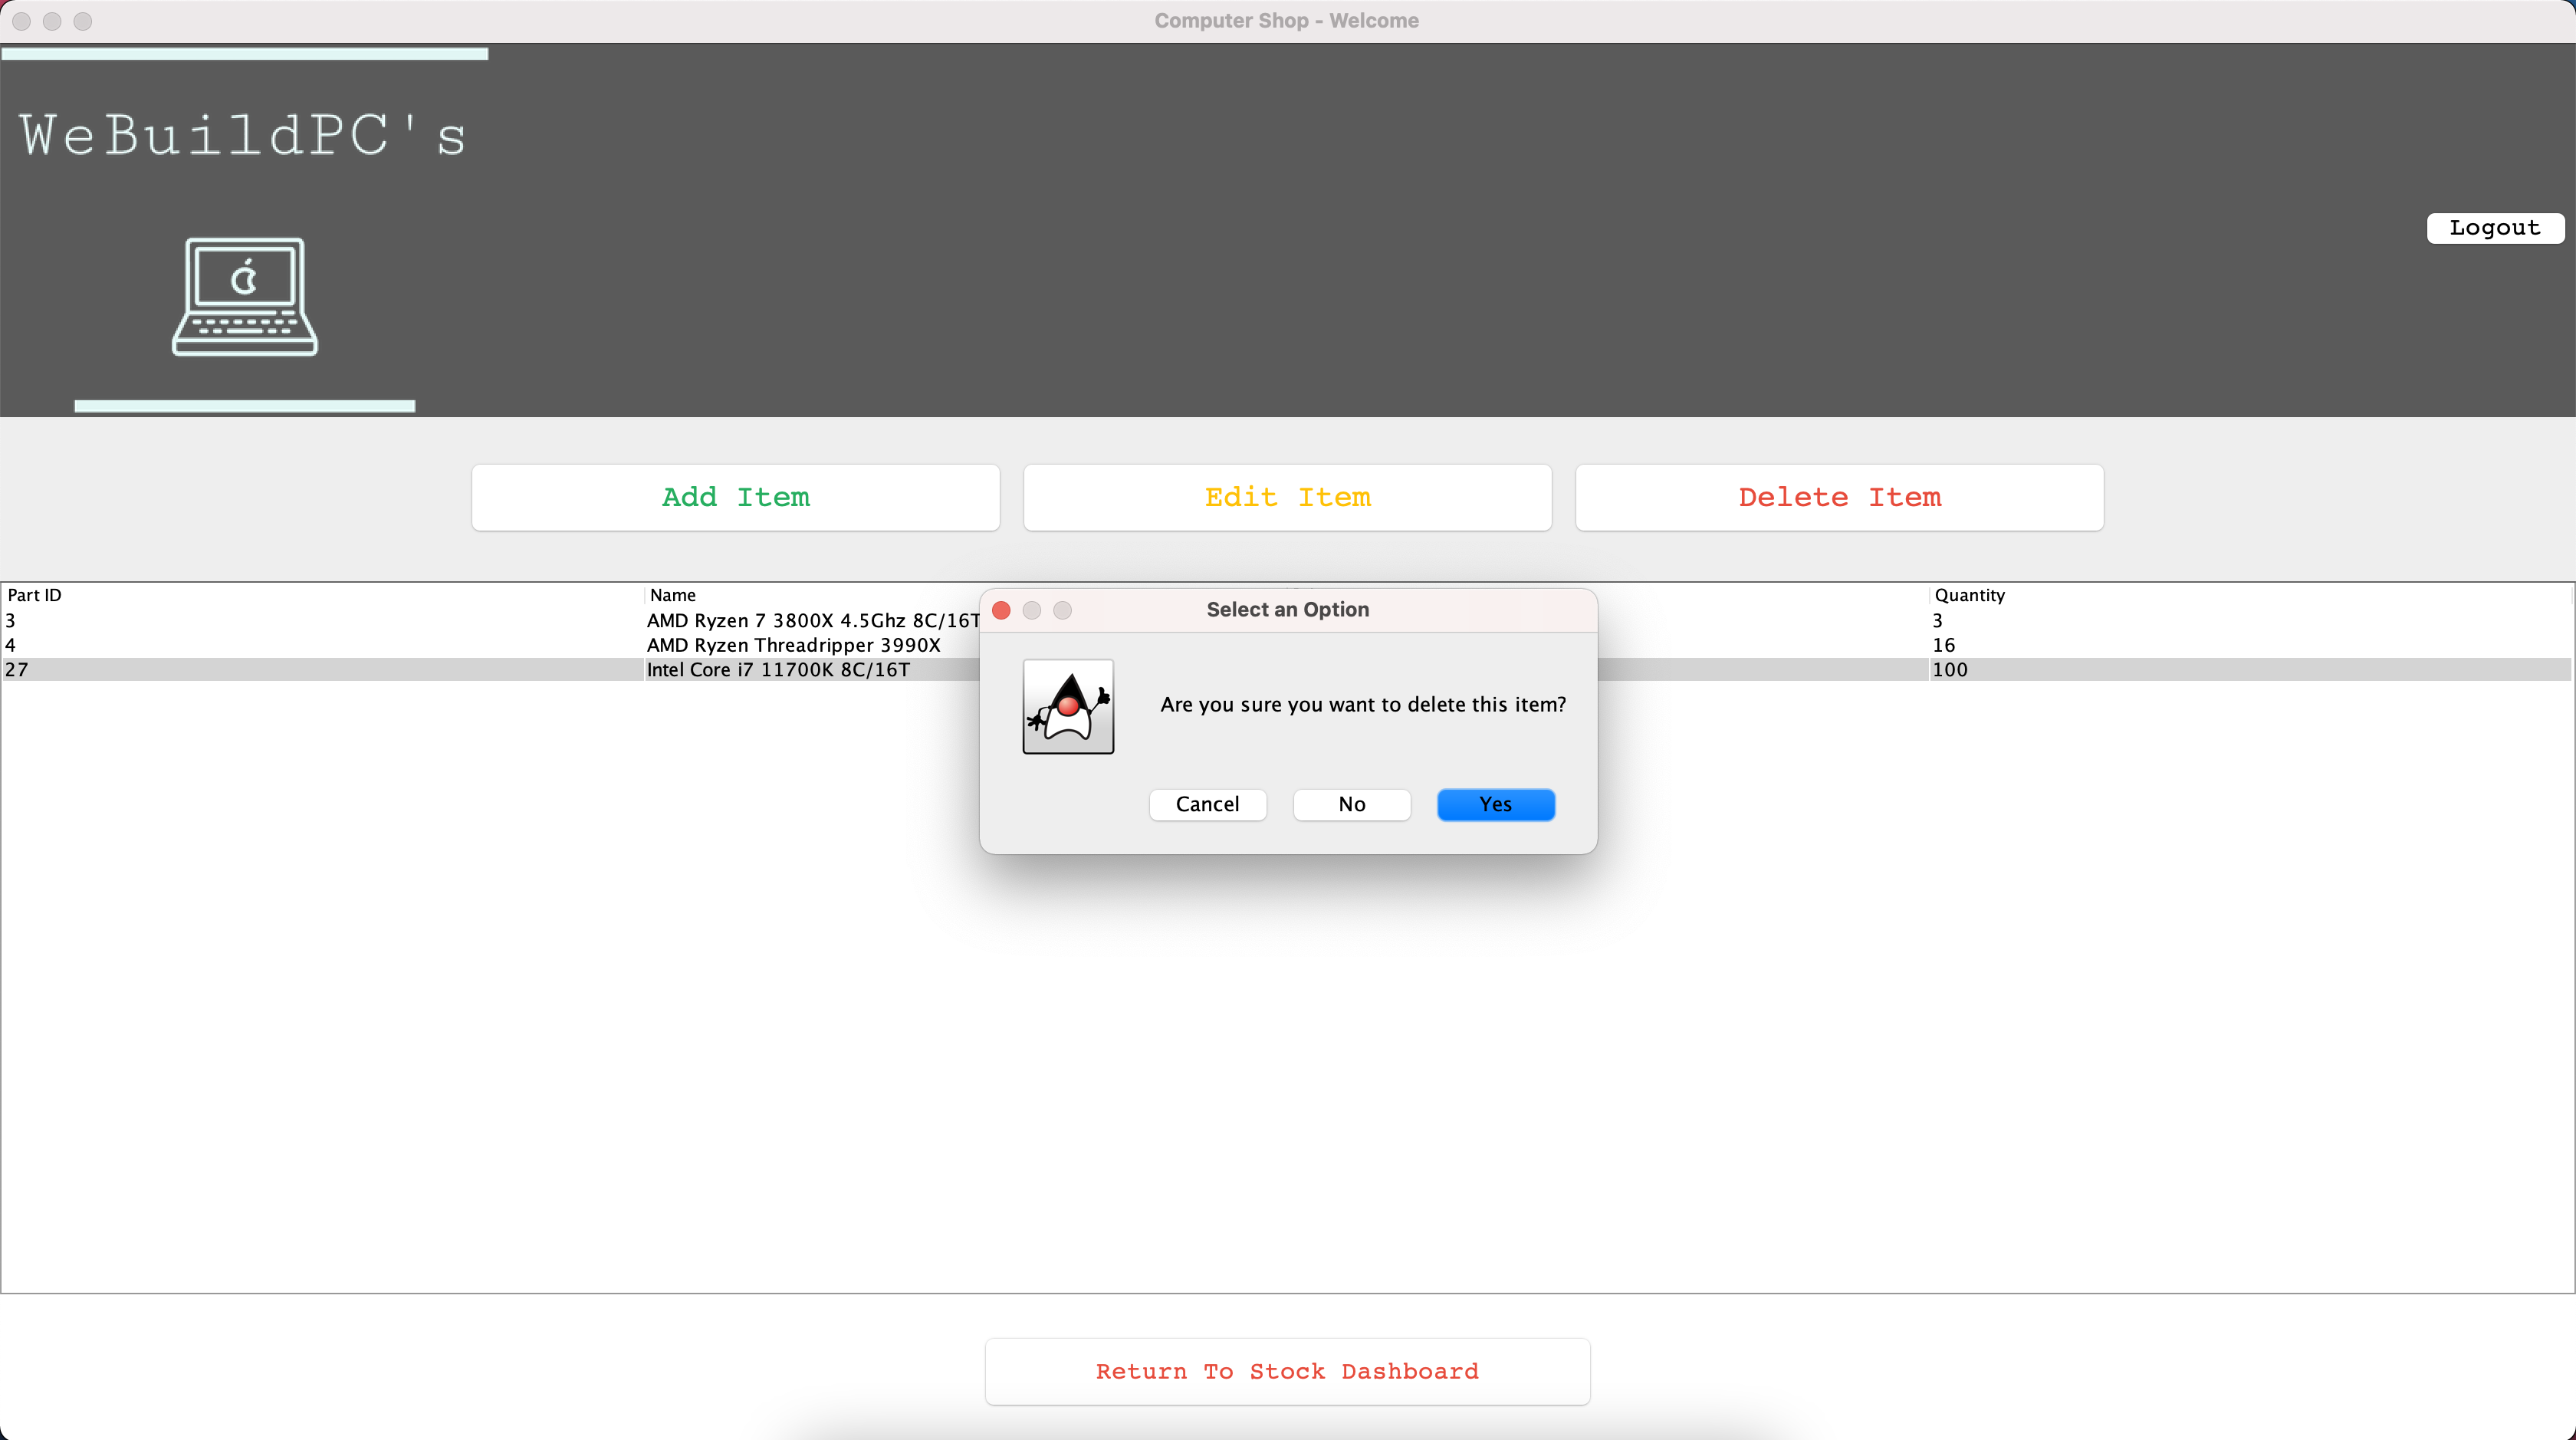 Computer Shop - Welcome
WeBuildPC's
Logout
Add Item Edit Item Delete Item
Part ID Name Quantity
3 AMD Ryzen 7 3800X 4.5Ghz 8C/16T 3
4 AMD Ryzen Threadripper 3990X 16
27 Intel Core i7 11700K 8C/16T 100
Select an Option
Are you sure you want to delete this item?
Cancel No Yes
Return To Stock Dashboard